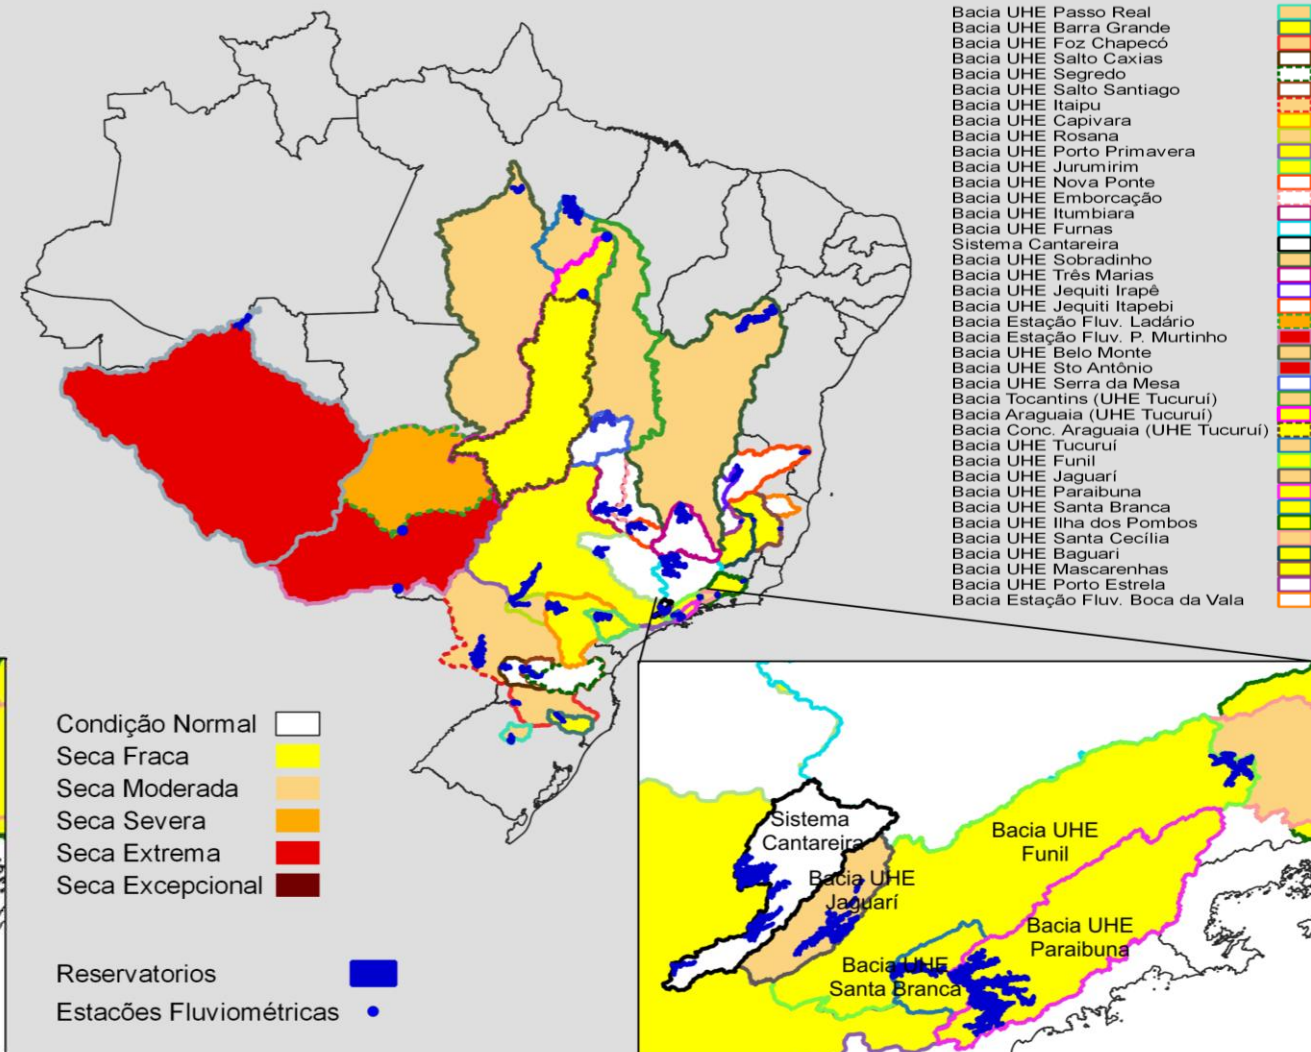 Bacia UHE Passo Real
Bacia UHE Barra Grande
Bacia UHE Foz Chapecó
Bacia UHE Salto Caxias
Bacia UHE Segredo
Bacia UHE Salto Santiago
Bacia UHE Itaipu
Bacia UHE Capivara
Bacia UHE Rosana
Bacia UHE Porto Primavera
Bacia UHE Jurumirim
Bacia UHE Nova Ponte
Bacia UHE Emborcação
Bacia UHE Itumbiara
Bacia UHE Furnas
Sistema Cantareira
Bacia UHE Sobradinho
Bacia UHE Três Marias
Bacia UHE Jequiti Irapê
Bacia UHE Jequiti Itapebi
Bacia Estação Fluv. Ladário
Bacia Estação Fluv. P. Murtinho
Bacia UHE Belo Monte
Bacia UHE Sto Antônio
Bacia UHE Serra da Mesa
Bacia Tocantins (UHE Tucuruí)
Bacia Araguaia (UHE Tucuruí)
Bacia Conc. Araguaia (UHE Tucuruí)
Bacia UHE Tucuruí
Bacia UHE Funil
Bacia UHE Jaguarí
Bacia UHE Paraibuna
Bacia UHE Santa Branca
Bacia UHE Ilha dos Pombos
Bacia UHE Santa Cecília
Bacia UHE Baguari
Bacia UHE Mascarenhas
Bacia UHE Porto Estrela
Bacia Estação Fluv. Boca da Vala
Condição Normal
Seca Fraca
Seca Moderada
Seca Severa
Seca Extrema
Seca Excepcional
Reservatorios
Estacões Fluviométricas
Sistema
Cantareira
Bacia UHE
Jaguarí
Bacia UHE
Funil
Bacia UHE
Paraibuna
Bacia UHE
Santa Branca